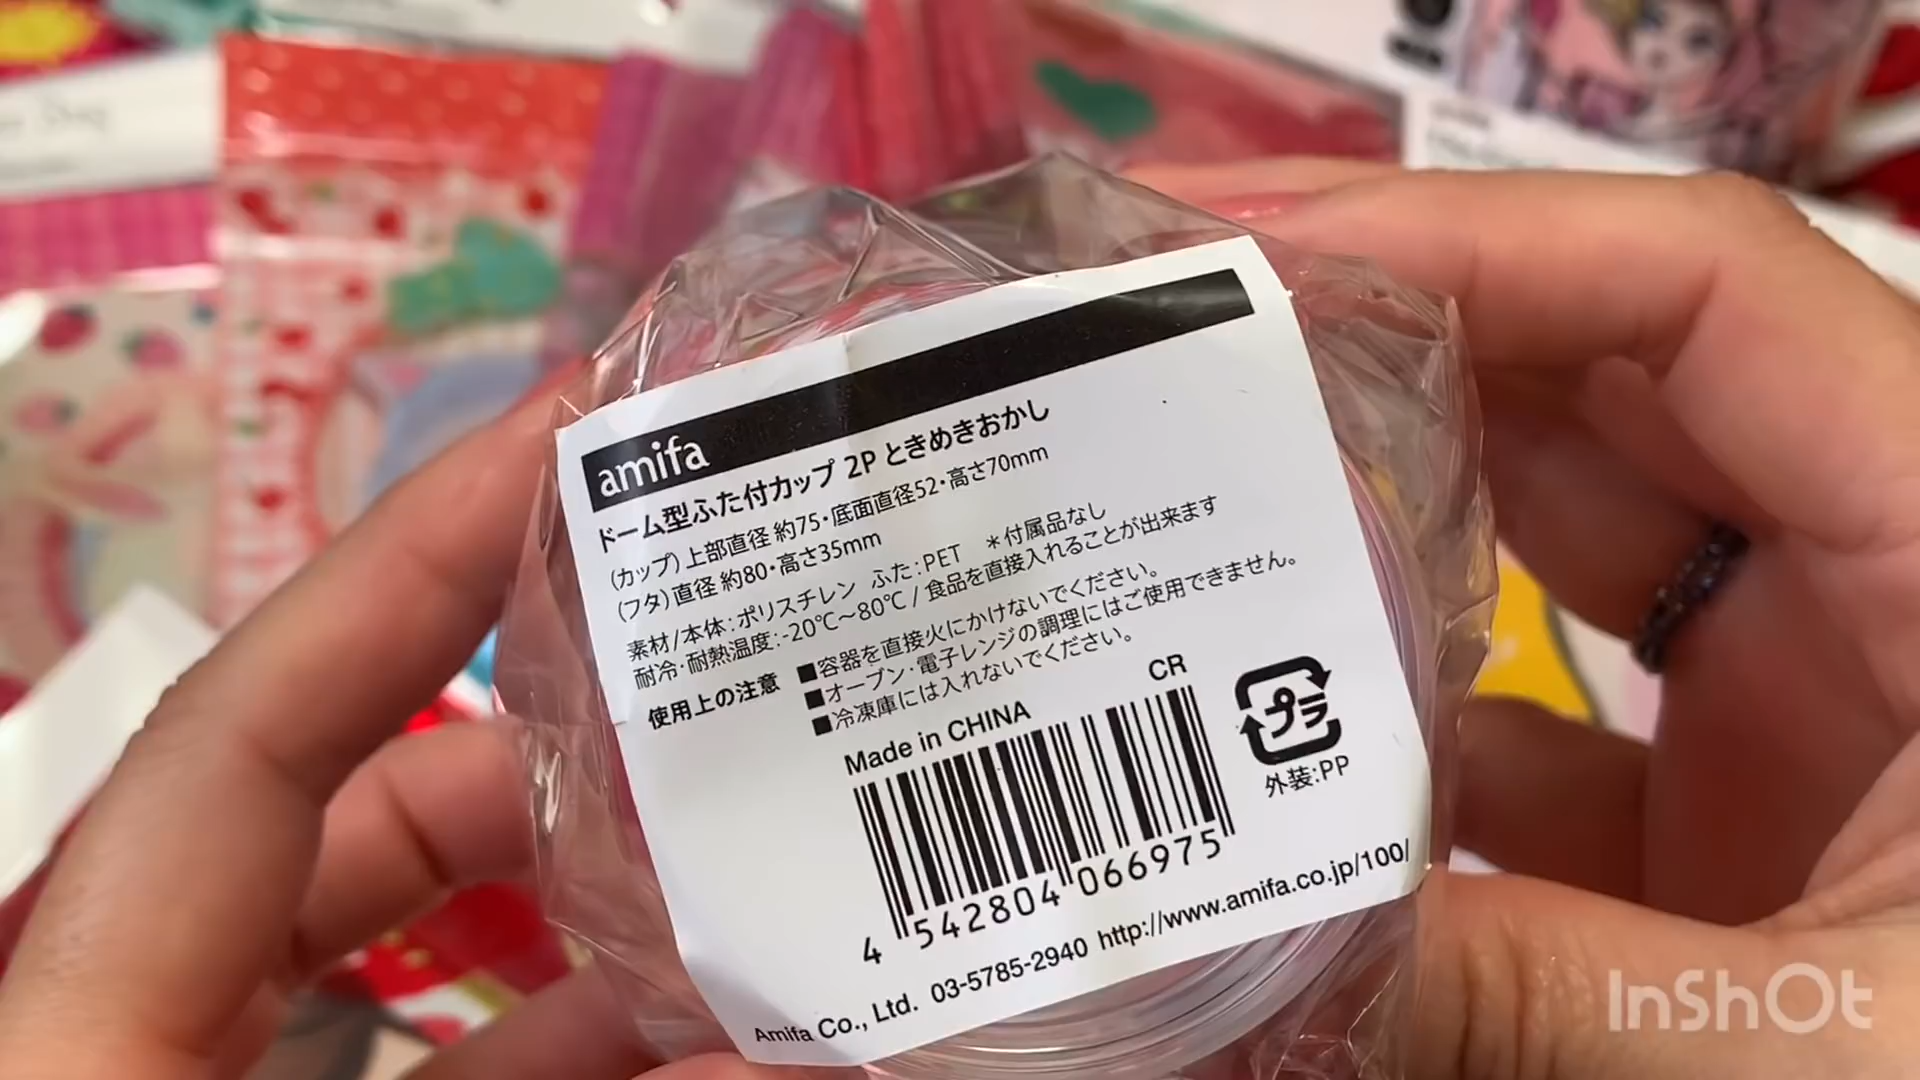 amifa
ドーム型ふた付カップ 2P ときめきおかし
(カップ) 上部直径 約75・底面直径52・高さ70mm
(フタ) 直径 約80・高さ35mm
素材/本体:ポリスチレン ふた:PET ＊付属品なし
耐冷・耐熱温度:-20℃～80℃ / 食品を直接入れることが出来ます
使用上の注意
■容器を直接火にかけないでください。
■オーブン・電子レンジの調理にはご使用できません。
■冷凍庫には入れないでください。
Made in CHINA
CR
プラ
外装:PP
4 542804 066975
Amifa Co., Ltd. 03-5785-2940 http://www.amifa.co.jp/100/
InShOt